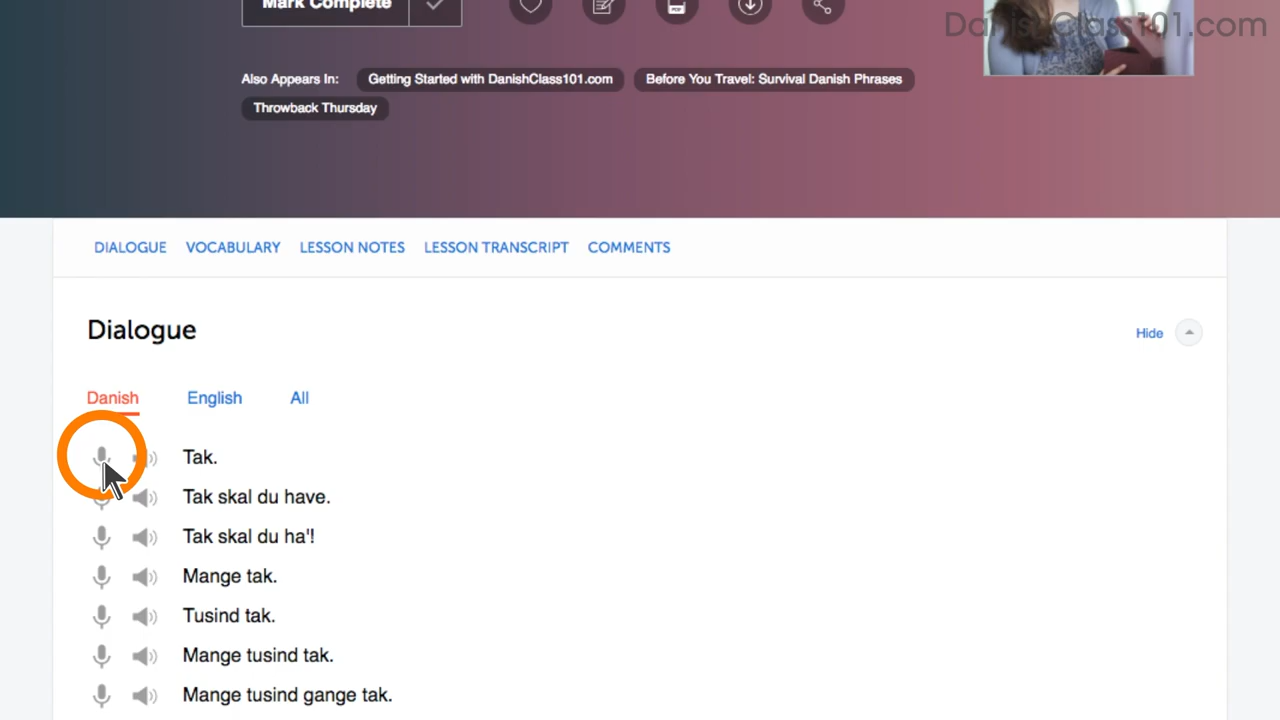 Mark Complete
DanishClass101.com
Also Appears In: Getting Started with DanishClass101.com Before You Travel: Survival Danish Phrases
Throwback Thursday
DIALOGUE VOCABULARY LESSON NOTES LESSON TRANSCRIPT COMMENTS
Dialogue
Hide
Danish English All
Tak.
Tak skal du have.
Tak skal du ha'!
Mange tak.
Tusind tak.
Mange tusind tak.
Mange tusind gange tak.